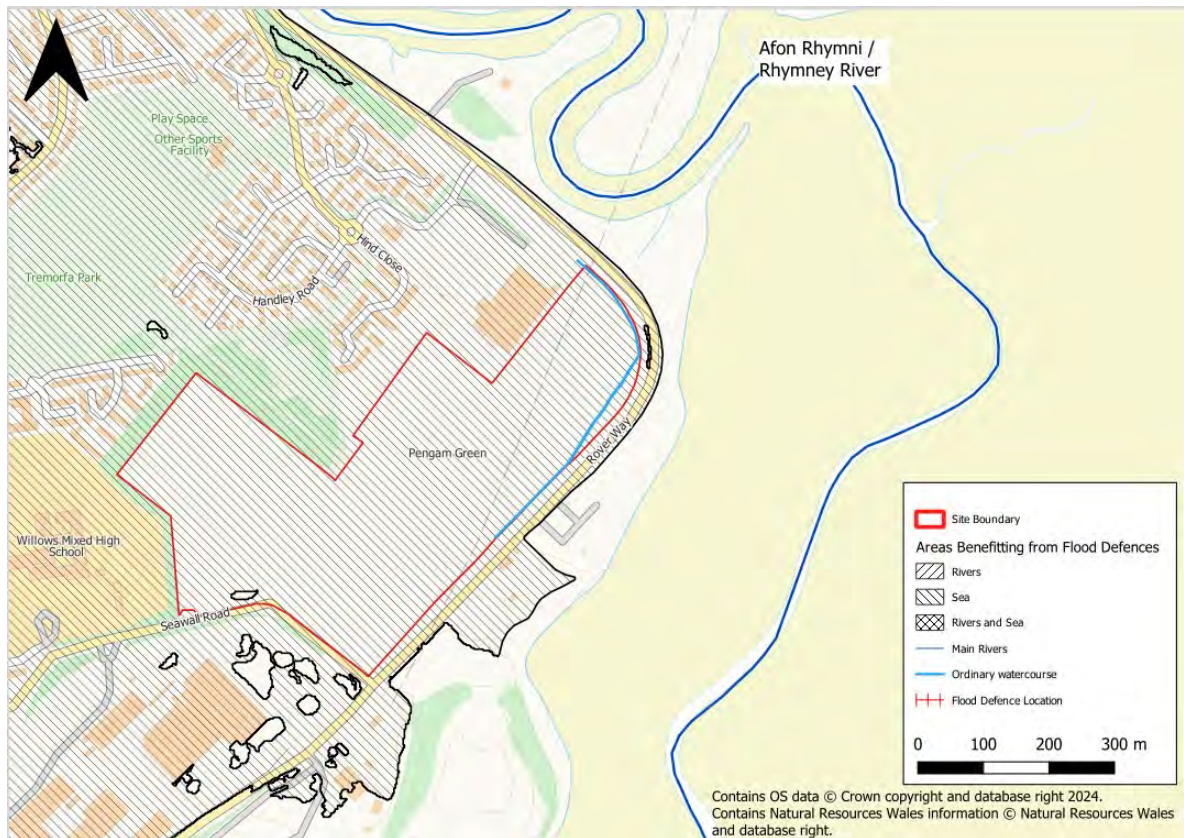 Afon Rhymni /
Rhymney River
Play Space
Other Sports
Facility
Hind Close
Tremorfa Park
Handley Road
Pengam Green
Rover Way
Willows Mixed High
School
Seawall Road
Site Boundary
Areas Benefitting from Flood Defences
Rivers
Sea
Rivers and Sea
Main Rivers
Ordinary watercourse
Flood Defence Location
0 100 200 300 m
Contains OS data © Crown copyright and database right 2024.
Contains Natural Resources Wales information © Natural Resources Wales
and database right.